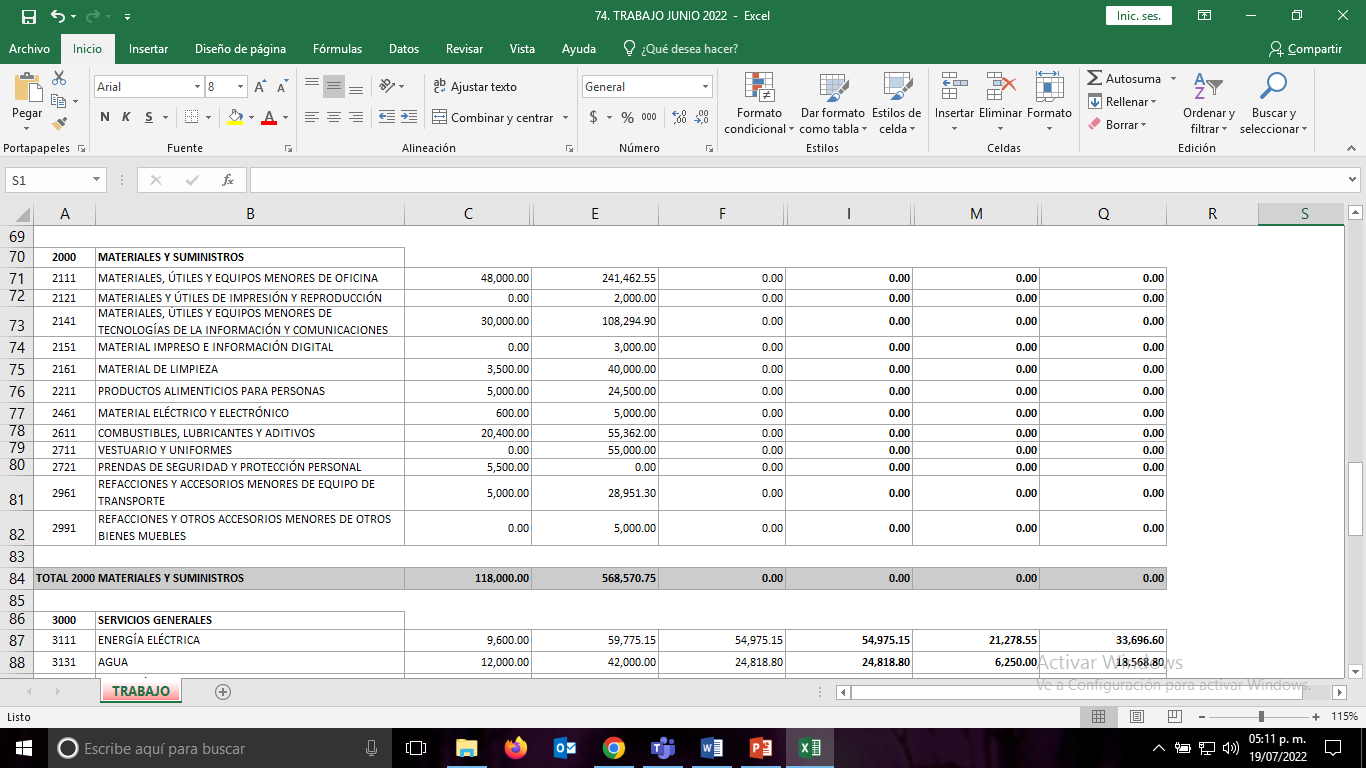 74. TRABAJO JUNIO 2022 - Excel
Inic. ses.
Archivo Inicio Insertar Diseño de página Fórmulas Datos Revisar Vista Ayuda ¿Qué desea hacer? Compartir
Pegar
Portapapeles
Arial 8
N K S
Fuente
Ajustar texto
Combinar y centrar
Alineación
General
$ % 000
Número
Formato condicional
Dar formato como tabla
Estilos de celda
Estilos
Insertar Eliminar Formato
Celdas
Autosuma
Rellenar
Borrar
Ordenar y filtrar
Buscar y seleccionar
Edición
S1 fx
A B C E F I M Q R S
69
70 2000 MATERIALES Y SUMINISTROS
71 2111 MATERIALES, ÚTILES Y EQUIPOS MENORES DE OFICINA 48,000.00 241,462.55 0.00 0.00 0.00 0.00
72 2121 MATERIALES Y ÚTILES DE IMPRESIÓN Y REPRODUCCIÓN 0.00 2,000.00 0.00 0.00 0.00 0.00
MATERIALES, ÚTILES Y EQUIPOS MENORES DE
73 2141 TECNOLOGÍAS DE LA INFORMACIÓN Y COMUNICACIONES 30,000.00 108,294.90 0.00 0.00 0.00 0.00
74 2151 MATERIAL IMPRESO E INFORMACIÓN DIGITAL 0.00 3,000.00 0.00 0.00 0.00 0.00
75 2161 MATERIAL DE LIMPIEZA 3,500.00 40,000.00 0.00 0.00 0.00 0.00
76 2211 PRODUCTOS ALIMENTICIOS PARA PERSONAS 5,000.00 24,500.00 0.00 0.00 0.00 0.00
77 2461 MATERIAL ELÉCTRICO Y ELECTRÓNICO 600.00 5,000.00 0.00 0.00 0.00 0.00
78 2611 COMBUSTIBLES, LUBRICANTES Y ADITIVOS 20,400.00 55,362.00 0.00 0.00 0.00 0.00
79 2711 VESTUARIO Y UNIFORMES 0.00 55,000.00 0.00 0.00 0.00 0.00
80 2721 PRENDAS DE SEGURIDAD Y PROTECCIÓN PERSONAL 5,500.00 0.00 0.00 0.00 0.00 0.00
REFACCIONES Y ACCESORIOS MENORES DE EQUIPO DE
81 2961 TRANSPORTE 5,000.00 28,951.30 0.00 0.00 0.00 0.00
REFACCIONES Y OTROS ACCESORIOS MENORES DE OTROS
82 2991 BIENES MUEBLES 0.00 5,000.00 0.00 0.00 0.00 0.00
83
84 TOTAL 2000 MATERIALES Y SUMINISTROS 118,000.00 568,570.75 0.00 0.00 0.00 0.00
85
86 3000 SERVICIOS GENERALES
87 3111 ENERGÍA ELÉCTRICA 9,600.00 59,775.15 54,975.15 54,975.15 21,278.55 33,696.60
88 3131 AGUA 12,000.00 42,000.00 24,818.80 24,818.80 6,250.00 18,568.80
Activar Windows
Ve a Configuración para activar Windows.
TRABAJO
Listo
115%
Escribe aquí para buscar
05:11 p. m.
19/07/2022